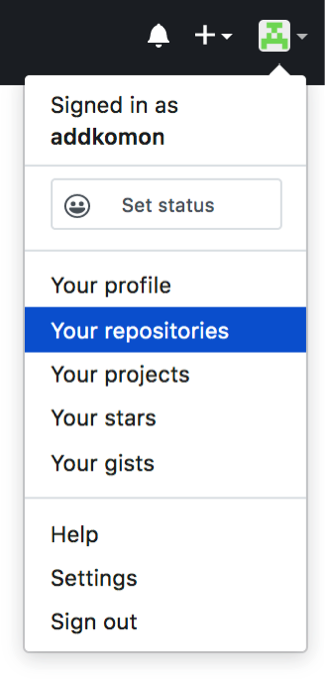 Signed in as
addkomon
Set status
Your profile
Your repositories
Your projects
Your stars
Your gists
Help
Settings
Sign out